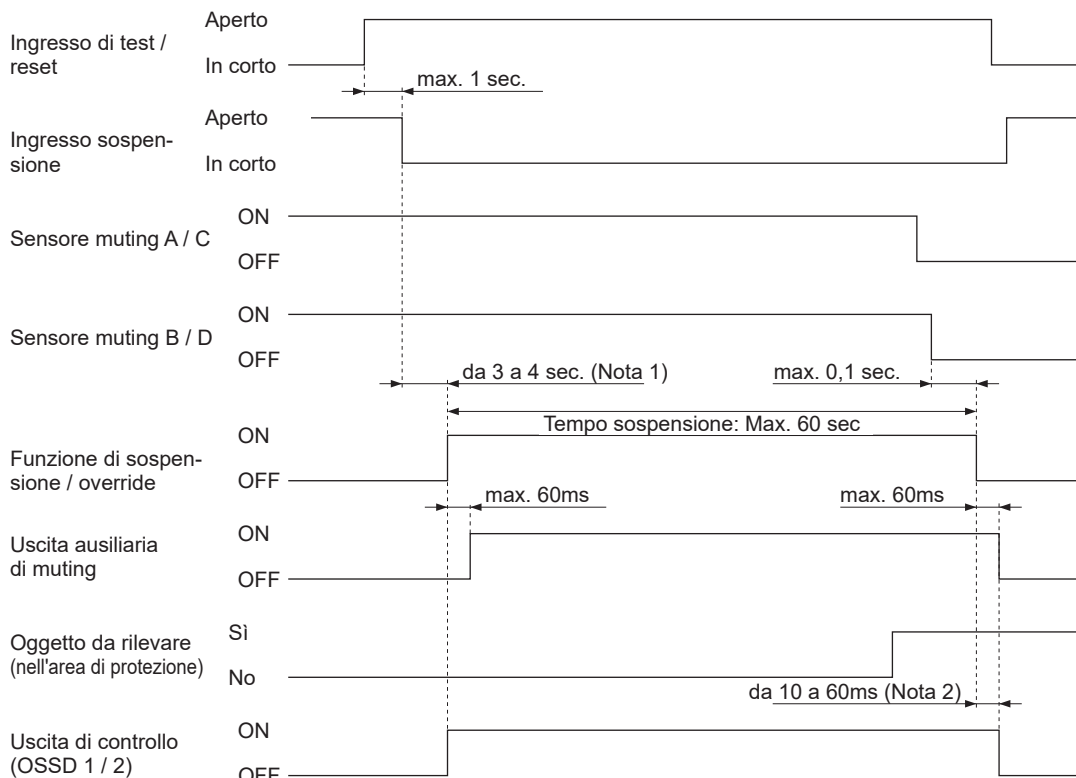 Ingresso di test /
reset
Aperto
In corto
max. 1 sec.
Ingresso sospen-
sione
Aperto
In corto
Sensore muting A / C
ON
OFF
Sensore muting B / D
ON
OFF
da 3 a 4 sec. (Nota 1)
max. 0,1 sec.
Tempo sospensione: Max. 60 sec
Funzione di sospen-
sione / override
ON
OFF
max. 60ms
max. 60ms
Uscita ausiliaria
di muting
ON
OFF
Oggetto da rilevare
(nell'area di protezione)
Sì
No
da 10 a 60ms (Nota 2)
Uscita di controllo
(OSSD 1 / 2)
ON
OFF